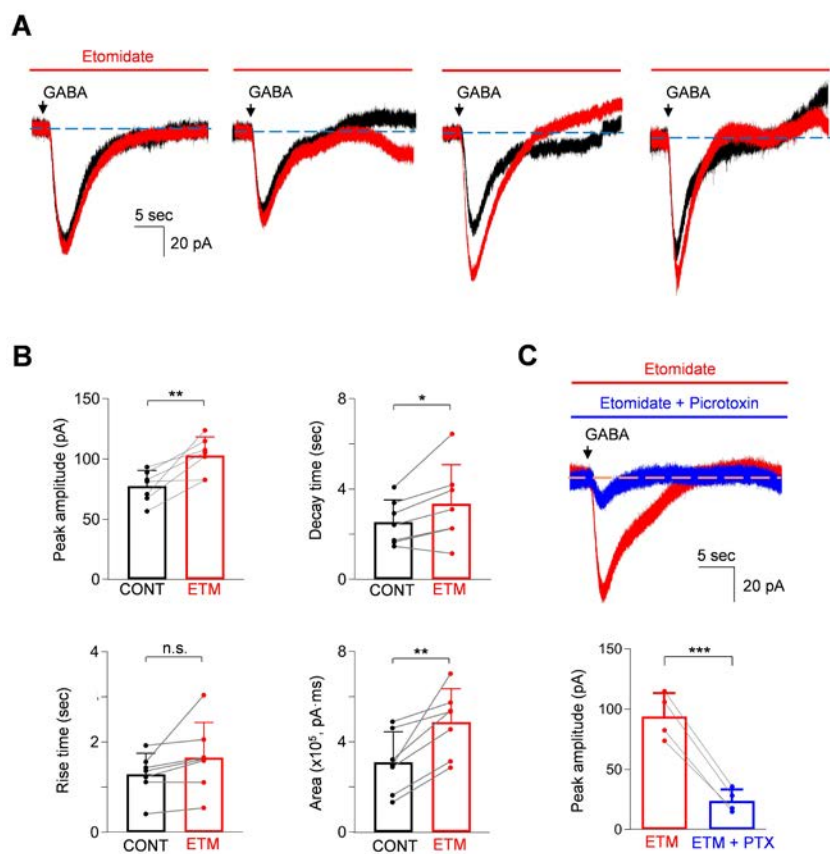 A
Etomidate
GABA
GABA
GABA
GABA
5 sec
20 pA
B
C
150
**
100
50
0
Peak amplitude (pA)
CONT
ETM
8
*
4
0
Decay time (sec)
CONT
ETM
Etomidate
Etomidate + Picrotoxin
GABA
5 sec
20 pA
4
n.s.
2
0
Rise time (sec)
CONT
ETM
8
**
4
0
Area (x10⁵, pA·ms)
CONT
ETM
150
***
100
50
0
Peak amplitude (pA)
ETM
ETM + PTX